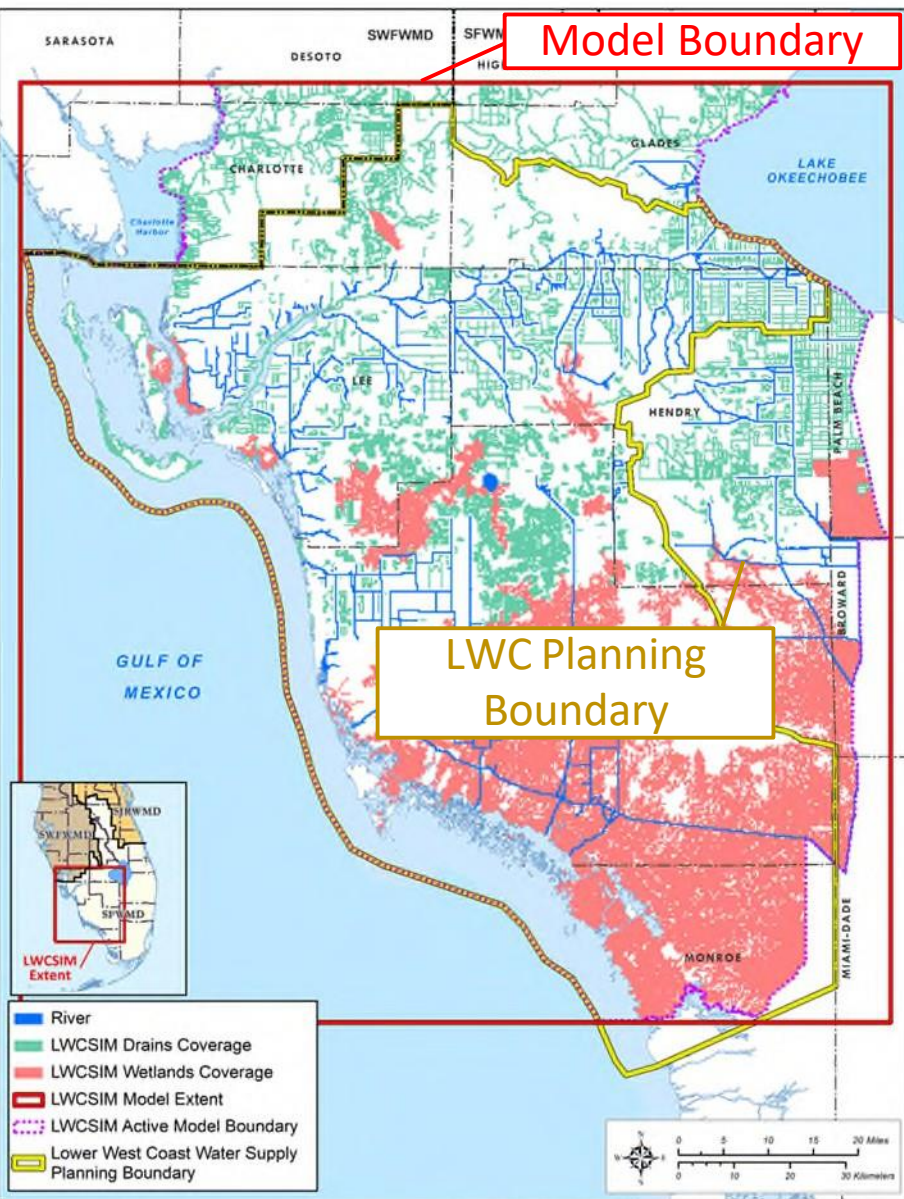 SARASOTA
DESOTO
SWFWMD
SFWM
HIG
Model Boundary
CHARLOTTE
GLADES
LAKE
OKEECHOBEE
Charlotte
Harbor
LEE
HENDRY
PALM BEACH
BROWARD
LWC Planning
Boundary
GULF OF
MEXICO
SJRWMD
SWFWMD
SFWMD
LWCSIM
Extent
MONROE
MIAMI-DADE
River
LWCSIM Drains Coverage
LWCSIM Wetlands Coverage
LWCSIM Model Extent
LWCSIM Active Model Boundary
Lower West Coast Water Supply
Planning Boundary
N
W E
S
0 5 10 15 20 Miles
0 10 20 30 Kilometers